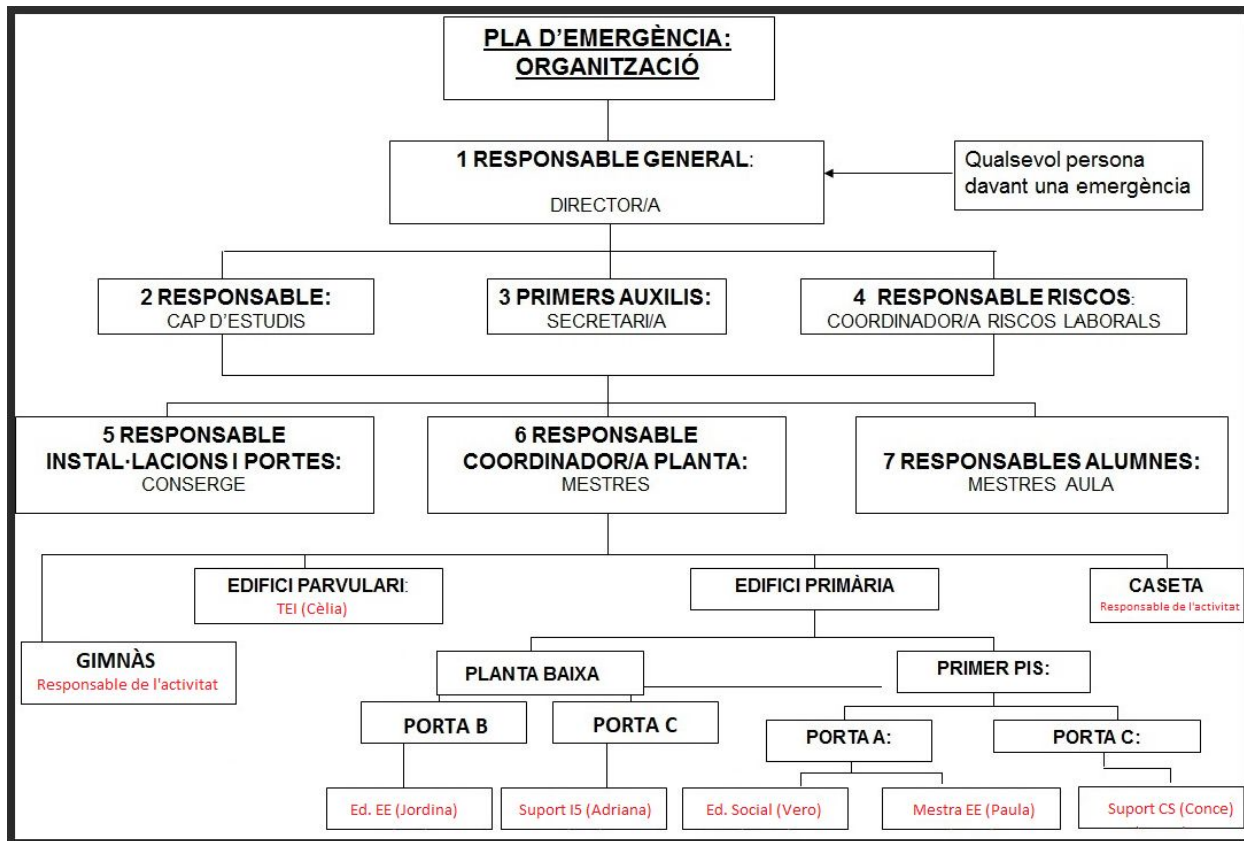 PLA D'EMERGÈNCIA:
ORGANITZACIÓ
1 RESPONSABLE GENERAL:
DIRECTOR/A
Qualsevol persona
davant una emergència
2 RESPONSABLE:
CAP D'ESTUDIS
3 PRIMERS AUXILIS:
SECRETARI/A
4 RESPONSABLE RISCOS:
COORDINADOR/A RISCOS LABORALS
5 RESPONSABLE
INSTAL·LACIONS I PORTES:
CONSERGE
6 RESPONSABLE
COORDINADOR/A PLANTA:
MESTRES
7 RESPONSABLES ALUMNES:
MESTRES AULA
EDIFICI PARVULARI:
TEI (Cèlia)
EDIFICI PRIMÀRIA
CASETA
Responsable de l'activitat
GIMNÀS
Responsable de l'activitat
PLANTA BAIXA
PRIMER PIS:
PORTA B
PORTA C
PORTA A:
PORTA C:
Ed. EE (Jordina)
Suport I5 (Adriana)
Ed. Social (Vero)
Mestra EE (Paula)
Suport CS (Conce)